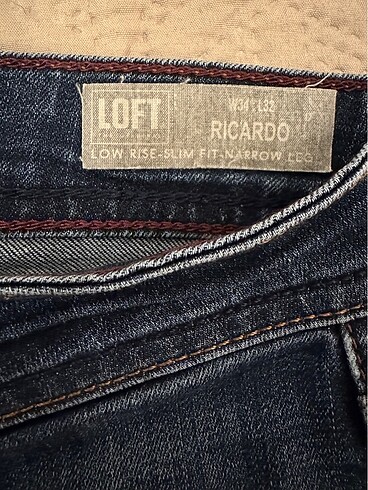 LOFT
W34 L32
RICARDO
LOW RISE-SLIM FIT-NARROW LEG